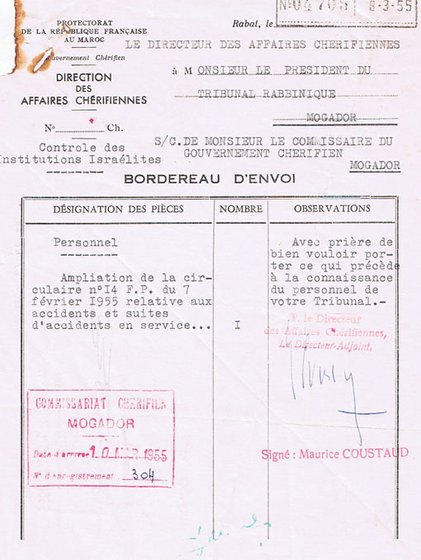 PROTECTORAT
DE LA RÉPUBLIQUE FRANÇAISE
AU MAROC
Gouvernement Chérifien
DIRECTION
DES
AFFAIRES CHÉRIFIENNES
N° Ch.
Controle des
Institutions Israélites
8-3-55
Rabat, le
LE DIRECTEUR DES AFFAIRES CHERIFIENNES
à M ONSIEUR LE PRESIDENT DU
TRIBUNAL RABBINIQUE
MOGADOR
S/C.DE MONSIEUR LE COMMISSAIRE DU
GOUVERNEMENT CHERIFIEN
MOGADOR
BORDEREAU D'ENVOI
DÉSIGNATION DES PIÈCES
NOMBRE
OBSERVATIONS
Personnel
Ampliation de la cir-
culaire n°I4 F.P. du 7
février I955 relative aux
accidents et suites
d'accidents en service...
I
Avec prière de
bien vouloir por-
ter ce qui précède
à la connaissance
du personnel de
votre Tribunal.-
P. le Directeur
des Affaires Chérifiennes,
Le Directeur-Adjoint,
Signé : Maurice COUSTAUD
COMMISSARIAT CHERIFIEN
MOGADOR
Date d'arrivée 10 MAR 1955
N° d'enregistrement 304